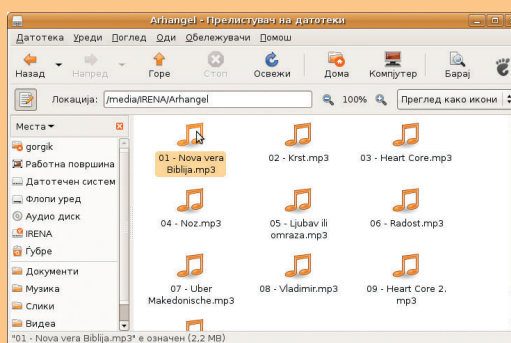 Arhangel - Прелистувач на датотеки
Датотека Уреди Поглед Оди Обележувачи Помош
Назад Напред Горе Стоп Освежи Дома Компјутер Барај
Локација: /media/IRENA/Arhangel 100% Преглед како икони
Места
gorgik
Работна површина
Датотечен систем
Флопи уред
Аудио диск
IRENA
Ѓубре
Документи
Музика
Слики
Видеа
01 - Nova vera
Biblija.mp3
02 - Krst.mp3
03 - Heart Core.mp3
04 - Noz.mp3
05 - Ljubav ili
omraza.mp3
06 - Radost.mp3
07 - Uber
Makedonische.mp3
08 - Vladimir.mp3
09 - Heart Core 2.
mp3
"01 - Nova vera Biblija.mp3" е означен (2,2 MB)